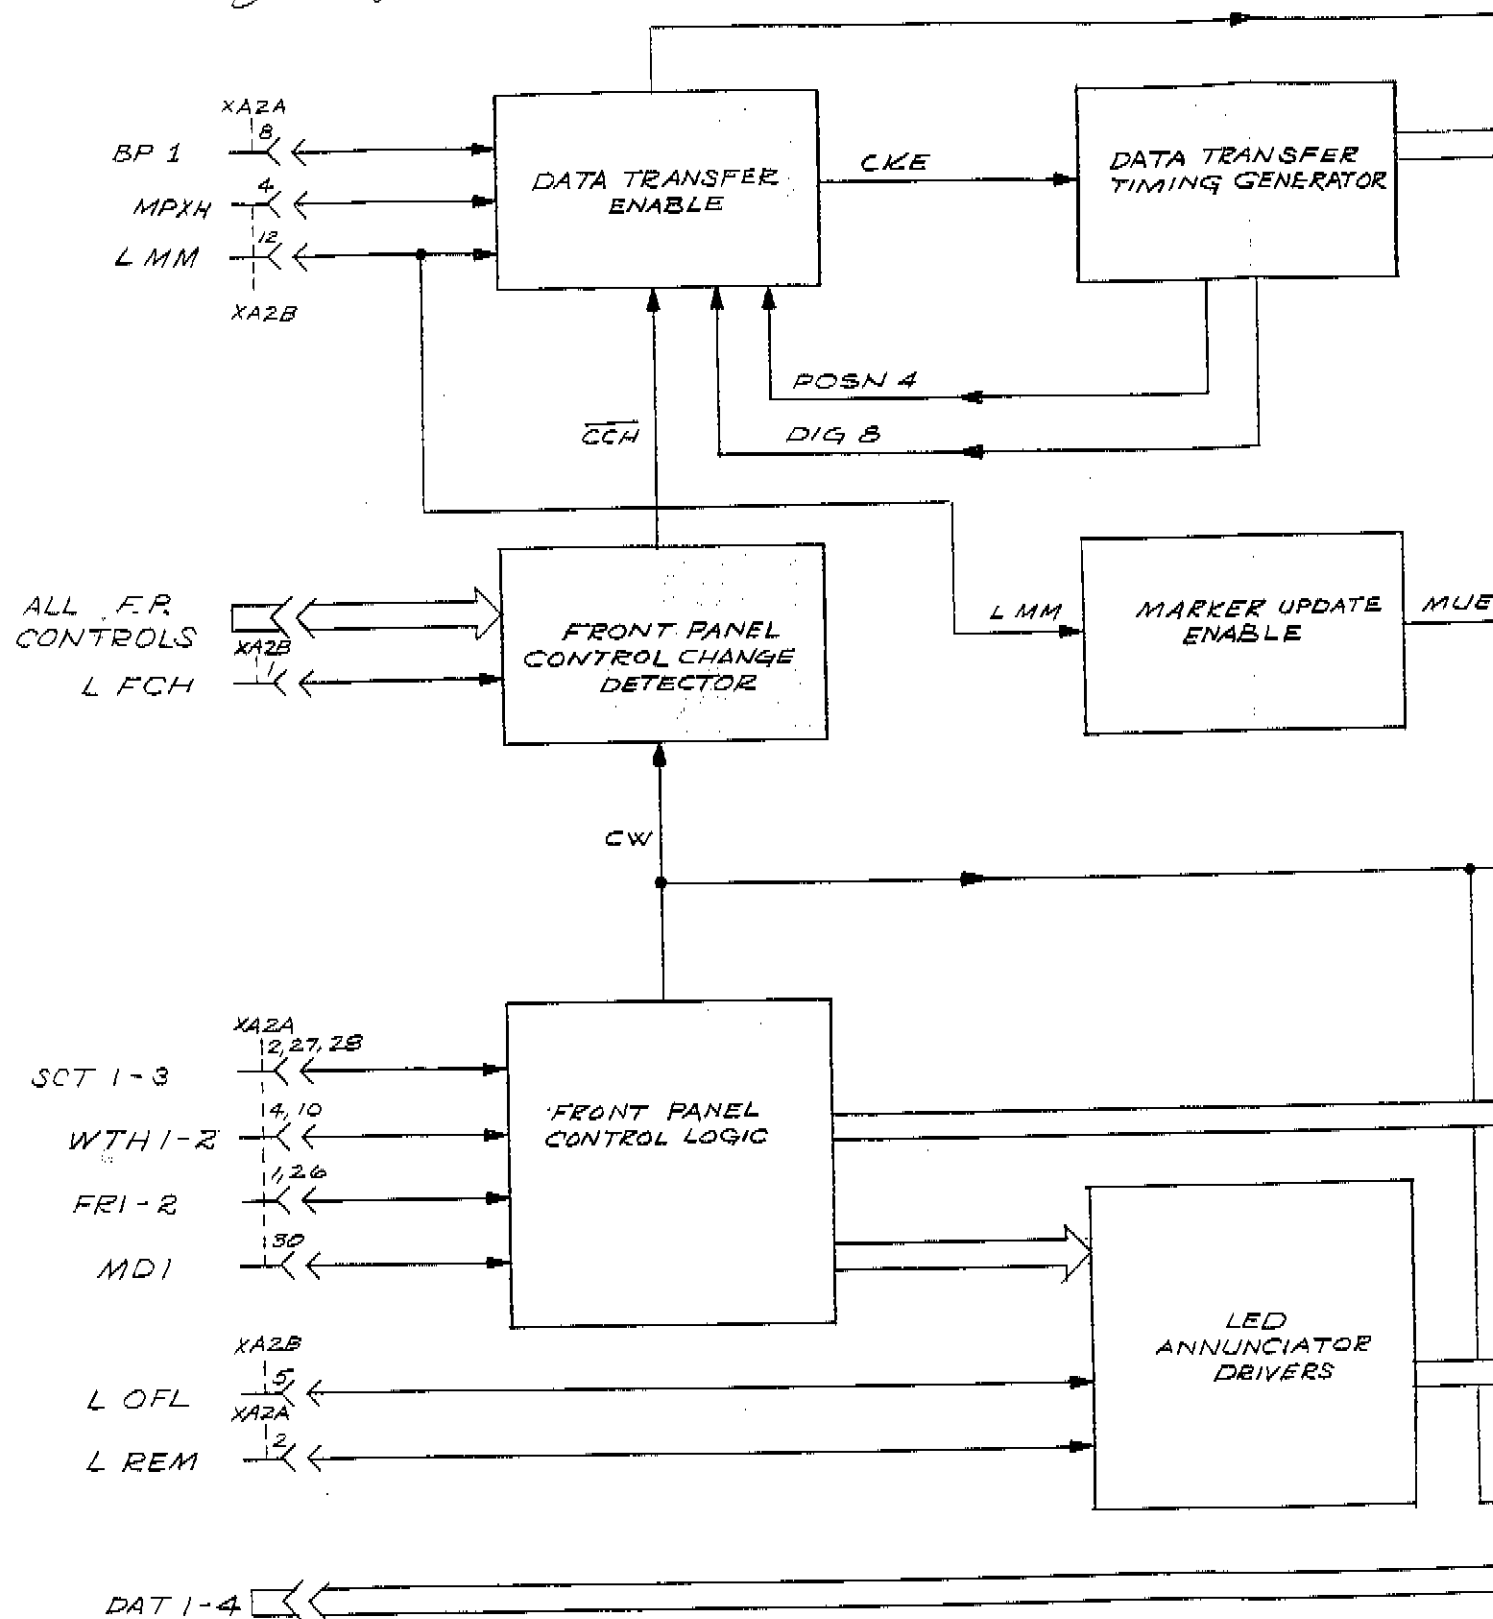 XA2A
8
BP 1
4
MPXH
12
L MM
XA2B
DATA TRANSFER
ENABLE
CKE
DATA TRANSFER
TIMING GENERATOR
POSN 4
DIG 8
CCH
ALL F.P.
CONTROLS
XA2B
1
L FCH
FRONT PANEL
CONTROL CHANGE
DETECTOR
L MM
MARKER UPDATE
ENABLE
MUE
CW
XA2A
2,27,28
SCT 1-3
4,10
WTH 1-2
1,26
FR1-2
30
MD1
FRONT PANEL
CONTROL LOGIC
XA2B
5
L OFL
XA2A
2
L REM
LED
ANNUNCIATOR
DRIVERS
DAT 1-4